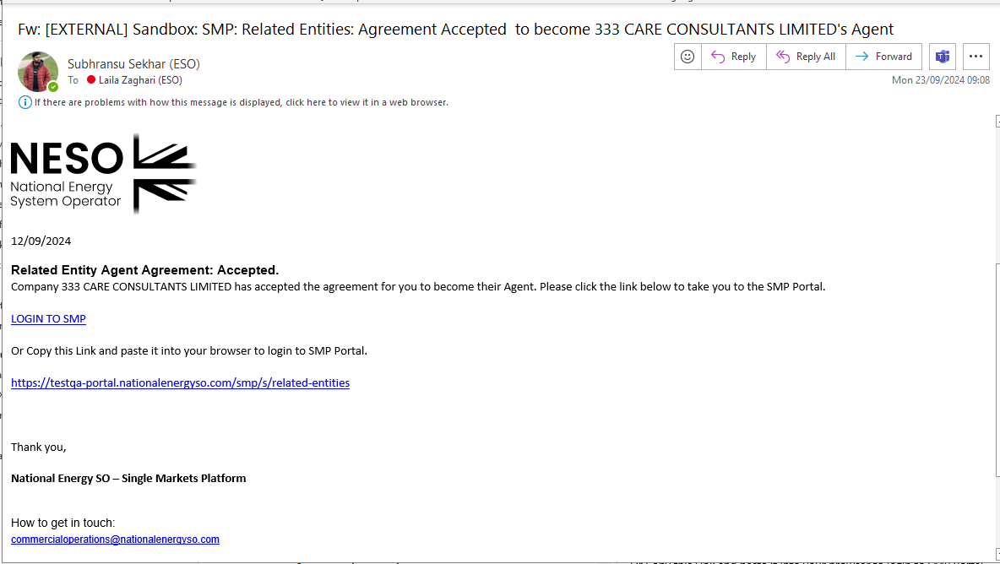 Fw: [EXTERNAL] Sandbox: SMP: Related Entities: Agreement Accepted  to become 333 CARE CONSULTANTS LIMITED's Agent
Subhransu Sekhar (ESO)
To Laila Zaghari (ESO)
Reply
Reply All
Forward
Mon 23/09/2024 09:08
If there are problems with how this message is displayed, click here to view it in a web browser.
NESO
National Energy
System Operator
12/09/2024
Related Entity Agent Agreement: Accepted.
Company 333 CARE CONSULTANTS LIMITED has accepted the agreement for you to become their Agent. Please click the link below to take you to the SMP Portal.
LOGIN TO SMP
Or Copy this Link and paste it into your browser to login to SMP Portal.
https://testqa-portal.nationalenergyso.com/smp/s/related-entities
Thank you,
National Energy SO – Single Markets Platform
How to get in touch:
commercialoperations@nationalenergyso.com